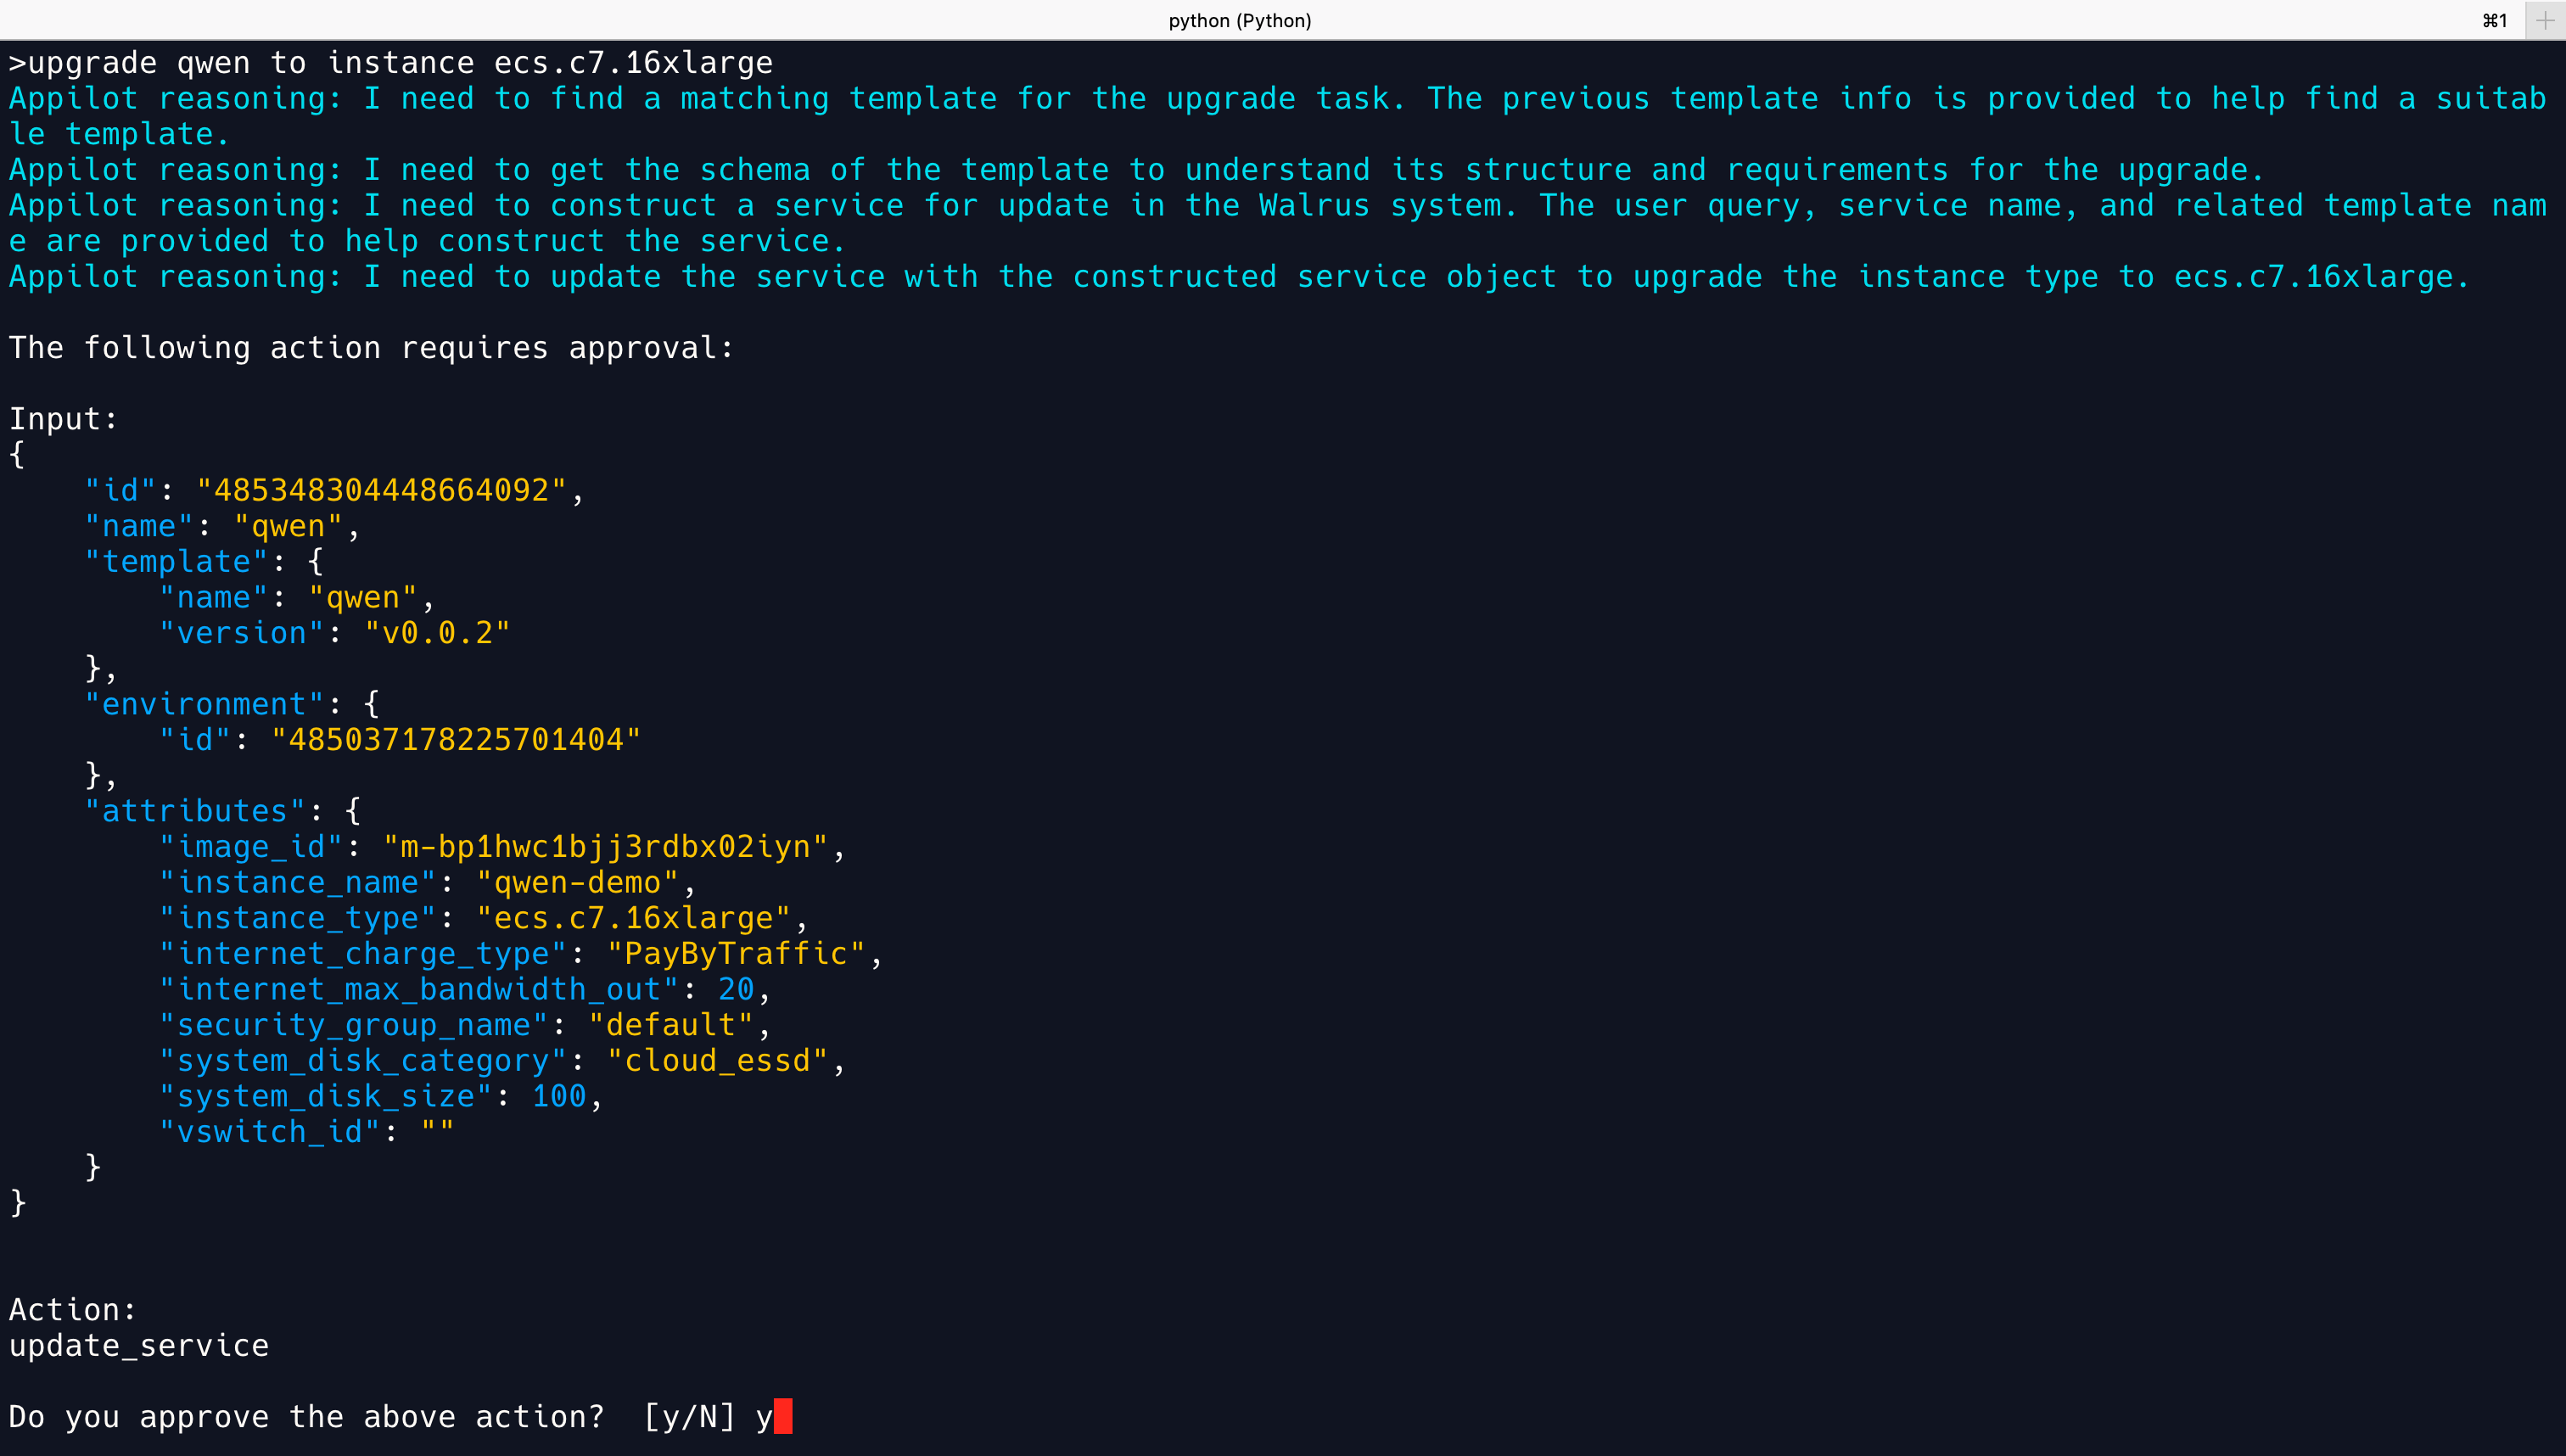 python (Python)
⌘1
>upgrade qwen to instance ecs.c7.16xlarge
Appilot reasoning: I need to find a matching template for the upgrade task. The previous template info is provided to help find a suitab
le template.
Appilot reasoning: I need to get the schema of the template to understand its structure and requirements for the upgrade.
Appilot reasoning: I need to construct a service for update in the Walrus system. The user query, service name, and related template nam
e are provided to help construct the service.
Appilot reasoning: I need to update the service with the constructed service object to upgrade the instance type to ecs.c7.16xlarge.
The following action requires approval:
Input:
{
    "id": "485348304448664092",
    "name": "qwen",
    "template": {
        "name": "qwen",
        "version": "v0.0.2"
    },
    "environment": {
        "id": "485037178225701404"
    },
    "attributes": {
        "image_id": "m-bp1hwc1bjj3rdbx02iyn",
        "instance_name": "qwen-demo",
        "instance_type": "ecs.c7.16xlarge",
        "internet_charge_type": "PayByTraffic",
        "internet_max_bandwidth_out": 20,
        "security_group_name": "default",
        "system_disk_category": "cloud_essd",
        "system_disk_size": 100,
        "vswitch_id": ""
    }
}
Action:
update_service
Do you approve the above action?  [y/N] y